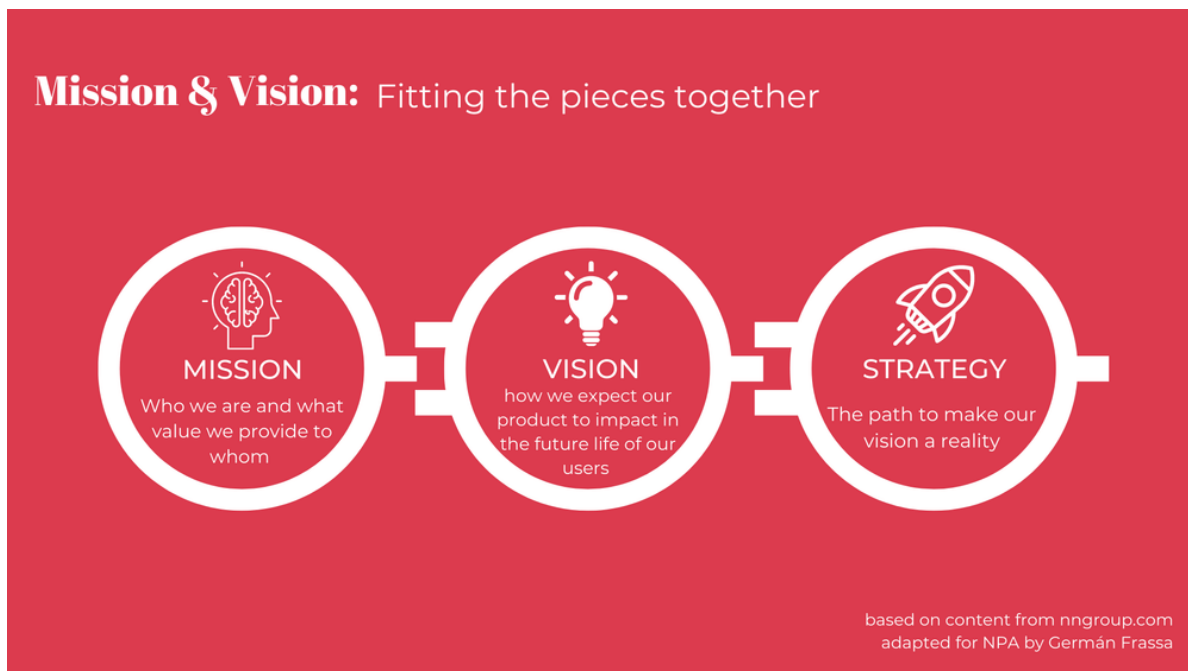 Mission & Vision: Fitting the pieces together
MISSION
Who we are and what
value we provide to
whom
VISION
how we expect our
product to impact in
the future life of our
users
STRATEGY
The path to make our
vision a reality
based on content from nngroup.com
adapted for NPA by Germán Frassa